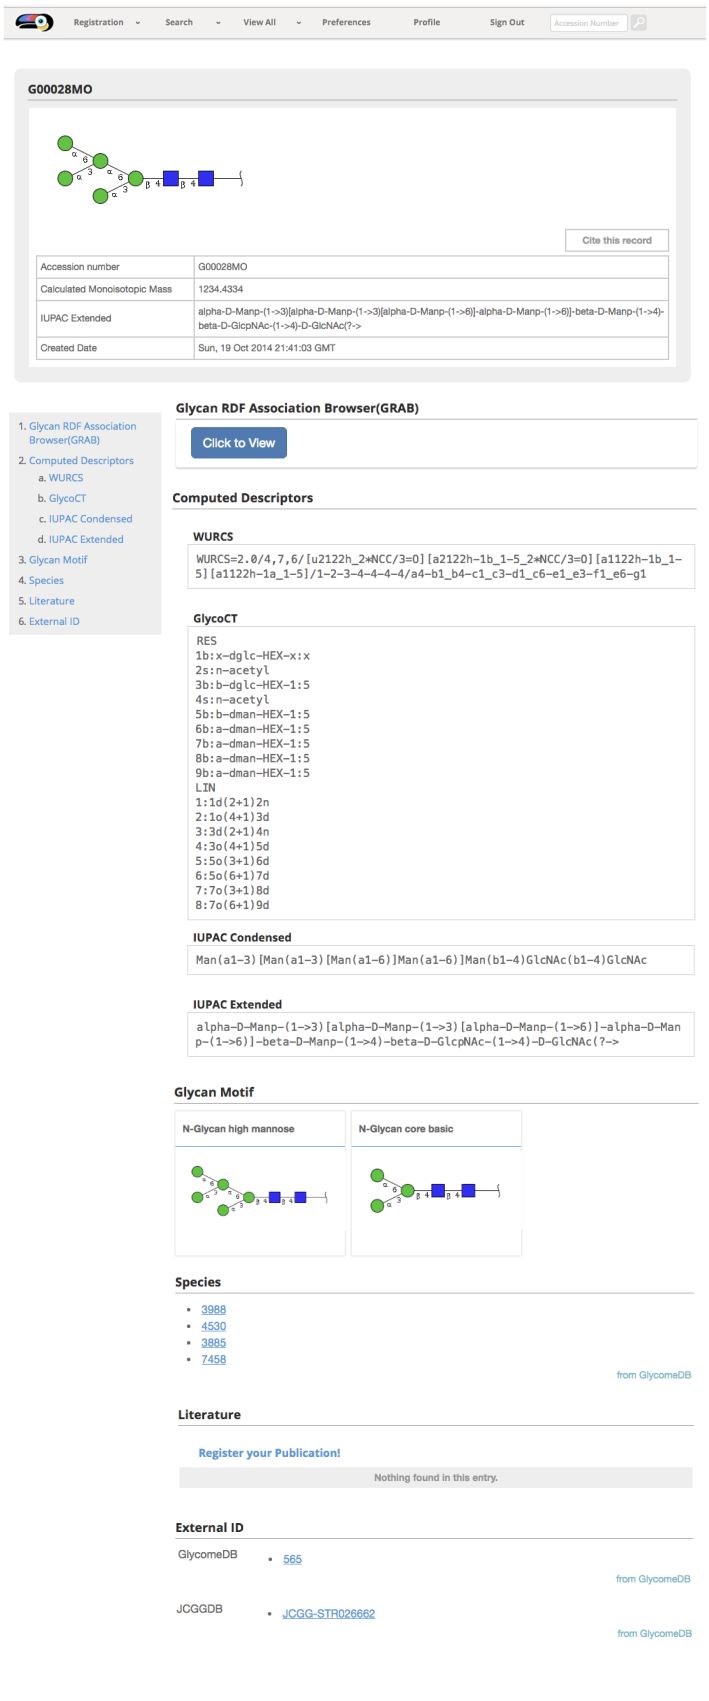 Registration Search View All Preferences Profile Sign Out Accession Number
G00028MO
α 6
α 3 α 6
α 3 β 4 β 4
Cite this record
Accession number G00028MO
Calculated Monoisotopic Mass 1234.4334
IUPAC Extended alpha-D-Manp-(1->3)[alpha-D-Manp-(1->3)[alpha-D-Manp-(1->6)]-alpha-D-Manp-(1->6)]-beta-D-Manp-(1->4)-
beta-D-GlcpNAc-(1->4)-D-GlcNAc(?->
Created Date Sun, 19 Oct 2014 21:41:03 GMT
1. Glycan RDF Association
Browser(GRAB)
2. Computed Descriptors
a. WURCS
b. GlycoCT
c. IUPAC Condensed
d. IUPAC Extended
3. Glycan Motif
4. Species
5. Literature
6. External ID
Glycan RDF Association Browser(GRAB)
Click to View
Computed Descriptors
WURCS
WURCS=2.0/4,7,6/[u2122h_2*NCC/3=O][a2122h-1b_1-5_2*NCC/3=O][a1122h-1b_1-
5][a1122h-1a_1-5]/1-2-3-4-4-4-4/a4-b1_b4-c1_c3-d1_c6-e1_e3-f1_e6-g1
GlycoCT
RES
1b:x-dglc-HEX-x:x
2s:n-acetyl
3b:b-dglc-HEX-1:5
4s:n-acetyl
5b:b-dman-HEX-1:5
6b:a-dman-HEX-1:5
7b:a-dman-HEX-1:5
8b:a-dman-HEX-1:5
9b:a-dman-HEX-1:5
LIN
1:1d(2+1)2n
2:1o(4+1)3d
3:3d(2+1)4n
4:3o(4+1)5d
5:5o(3+1)6d
6:5o(6+1)7d
7:7o(3+1)8d
8:7o(6+1)9d
IUPAC Condensed
Man(a1-3)[Man(a1-3)[Man(a1-6)]Man(a1-6)]Man(b1-4)GlcNAc(b1-4)GlcNAc
IUPAC Extended
alpha-D-Manp-(1->3)[alpha-D-Manp-(1->3)[alpha-D-Manp-(1->6)]-alpha-D-Man
p-(1->6)]-beta-D-Manp-(1->4)-beta-D-GlcpNAc-(1->4)-D-GlcNAc(?->
Glycan Motif
N-Glycan high mannose
α 6
α 3 α 6
α 3 β 4 β 4
N-Glycan core basic
α 6
α 3 β 4 β 4
Species
• 3988
• 4530
• 3885
• 7458
from GlycomeDB
Literature
Register your Publication!
Nothing found in this entry.
External ID
GlycomeDB • 565
from GlycomeDB
JCGGDB • JCGG-STR026662
from GlycomeDB